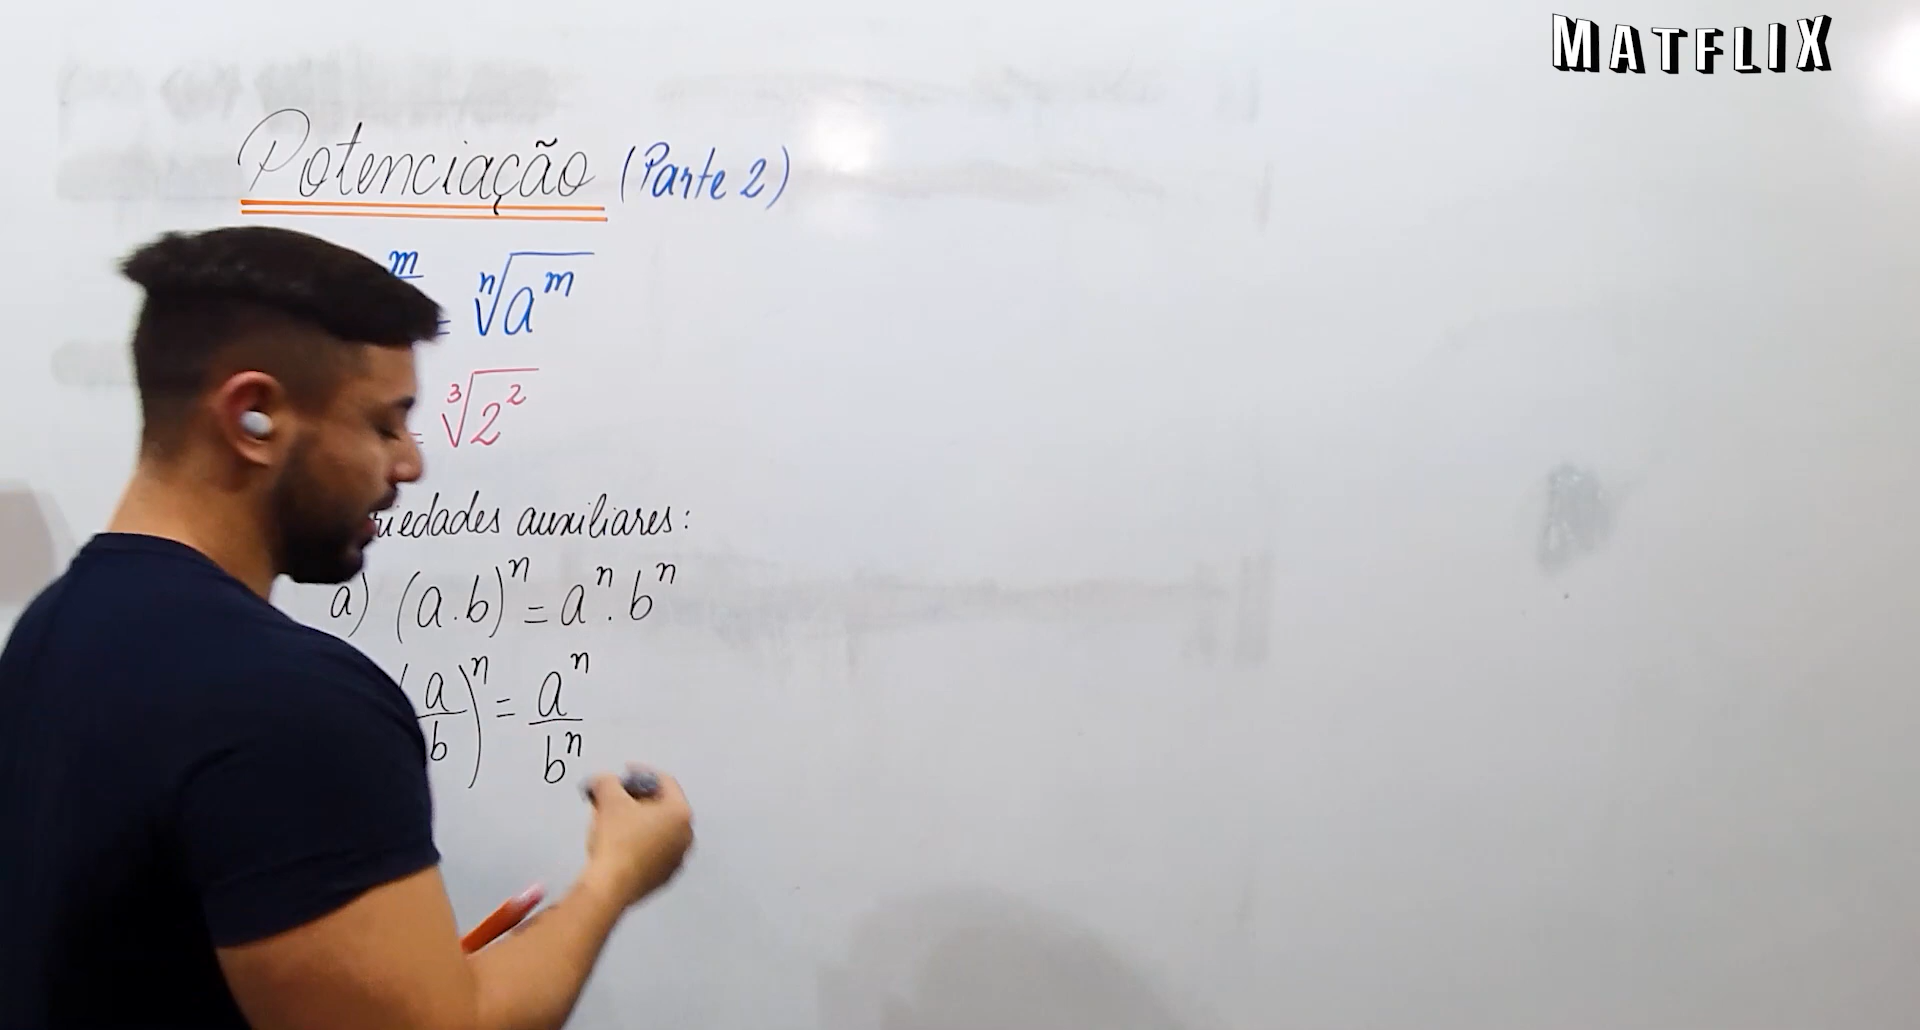 MATFLIX
Potenciação (Parte 2)
m = ⁿ√aᵐ
= ³√2²
riedades auxiliares:
a) (a.b)ⁿ = aⁿ.bⁿ
(a/b)ⁿ = aⁿ/bⁿ